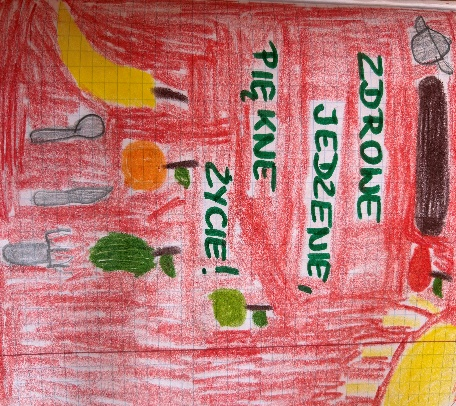 ZDROWE
JEDZENIE,
PIĘKNE
ŻYCIE!